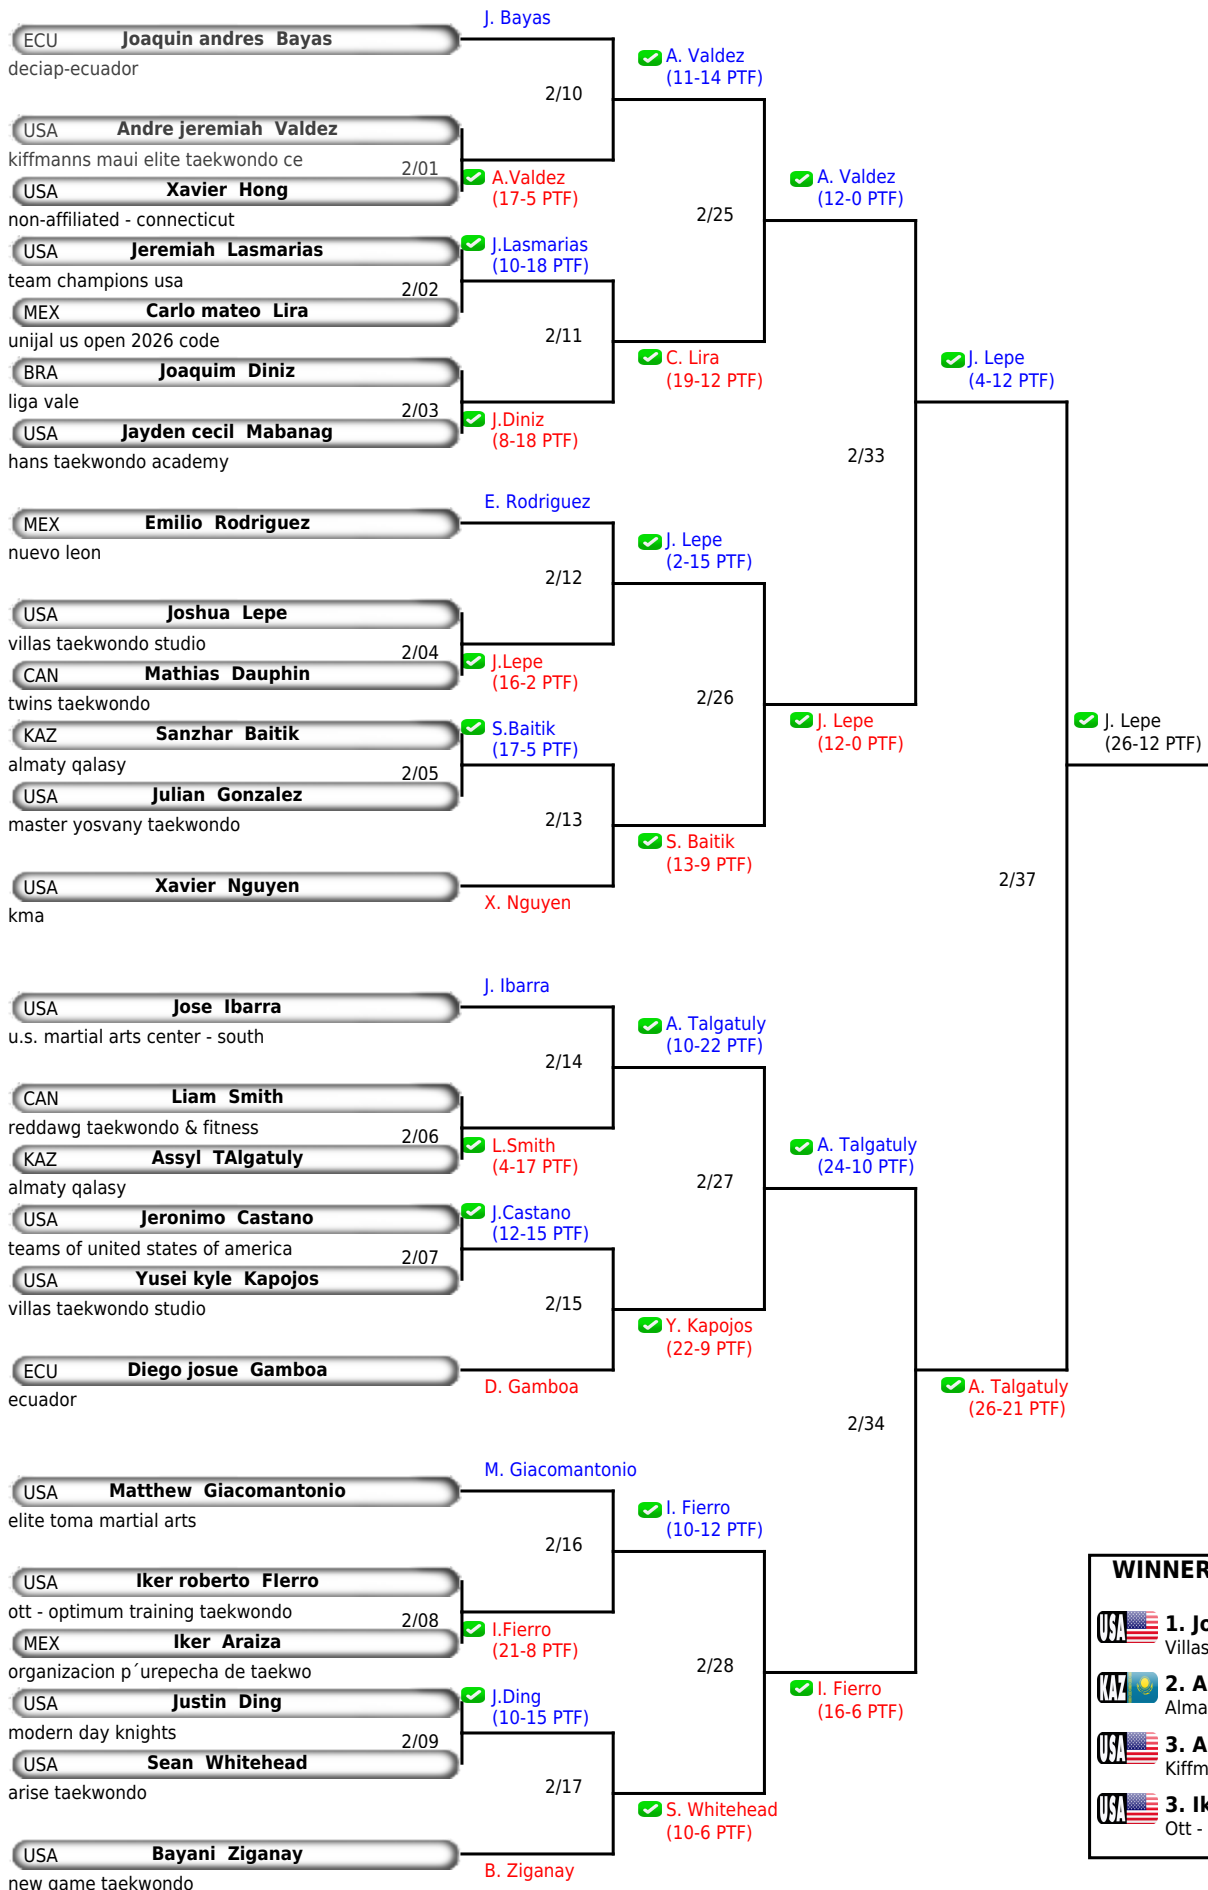 J. Bayas
ECU Joaquin andres Bayas
deciap-ecuador
A. Valdez
(11-14 PTF)
2/10
USA Andre jeremiah Valdez
kiffmanns maui elite taekwondo ce
2/01
A.Valdez
(17-5 PTF)
USA Xavier Hong
non-affiliated - connecticut
A. Valdez
(12-0 PTF)
2/25
USA Jeremiah Lasmarias
team champions usa
J.Lasmarias
(10-18 PTF)
2/02
MEX Carlo mateo Lira
unijal us open 2026 code
2/11
C. Lira
(19-12 PTF)
BRA Joaquim Diniz
liga vale
2/03
J.Diniz
(8-18 PTF)
USA Jayden cecil Mabanag
hans taekwondo academy
J. Lepe
(4-12 PTF)
2/33
E. Rodriguez
MEX Emilio Rodriguez
nuevo leon
J. Lepe
(2-15 PTF)
2/12
USA Joshua Lepe
villas taekwondo studio
2/04
J.Lepe
(16-2 PTF)
CAN Mathias Dauphin
twins taekwondo
2/26
J. Lepe
(12-0 PTF)
KAZ Sanzhar Baitik
almaty qalasy
S.Baitik
(17-5 PTF)
2/05
USA Julian Gonzalez
master yosvany taekwondo
2/13
S. Baitik
(13-9 PTF)
J. Lepe
(26-12 PTF)
USA Xavier Nguyen
kma
X. Nguyen
2/37
J. Ibarra
USA Jose Ibarra
u.s. martial arts center - south
A. Talgatuly
(10-22 PTF)
2/14
CAN Liam Smith
reddawg taekwondo & fitness
2/06
L.Smith
(4-17 PTF)
KAZ Assyl TAlgatuly
almaty qalasy
A. Talgatuly
(24-10 PTF)
2/27
USA Jeronimo Castano
teams of united states of america
J.Castano
(12-15 PTF)
2/07
USA Yusei kyle Kapojos
villas taekwondo studio
2/15
Y. Kapojos
(22-9 PTF)
ECU Diego josue Gamboa
ecuador
D. Gamboa
A. Talgatuly
(26-21 PTF)
2/34
M. Giacomantonio
USA Matthew Giacomantonio
elite toma martial arts
I. Fierro
(10-12 PTF)
2/16
USA Iker roberto FIerro
ott - optimum training taekwondo
2/08
I.Fierro
(21-8 PTF)
MEX Iker Araiza
organizacion p´urepecha de taekwo
2/28
I. Fierro
(16-6 PTF)
USA Justin Ding
modern day knights
J.Ding
(10-15 PTF)
2/09
USA Sean Whitehead
arise taekwondo
2/17
S. Whitehead
(10-6 PTF)
USA Bayani Ziganay
new game taekwondo
B. Ziganay
WINNER
USA 1. Jo
Villas
KAZ 2. A
Alma
USA 3. A
Kiffm
USA 3. Ik
Ott -